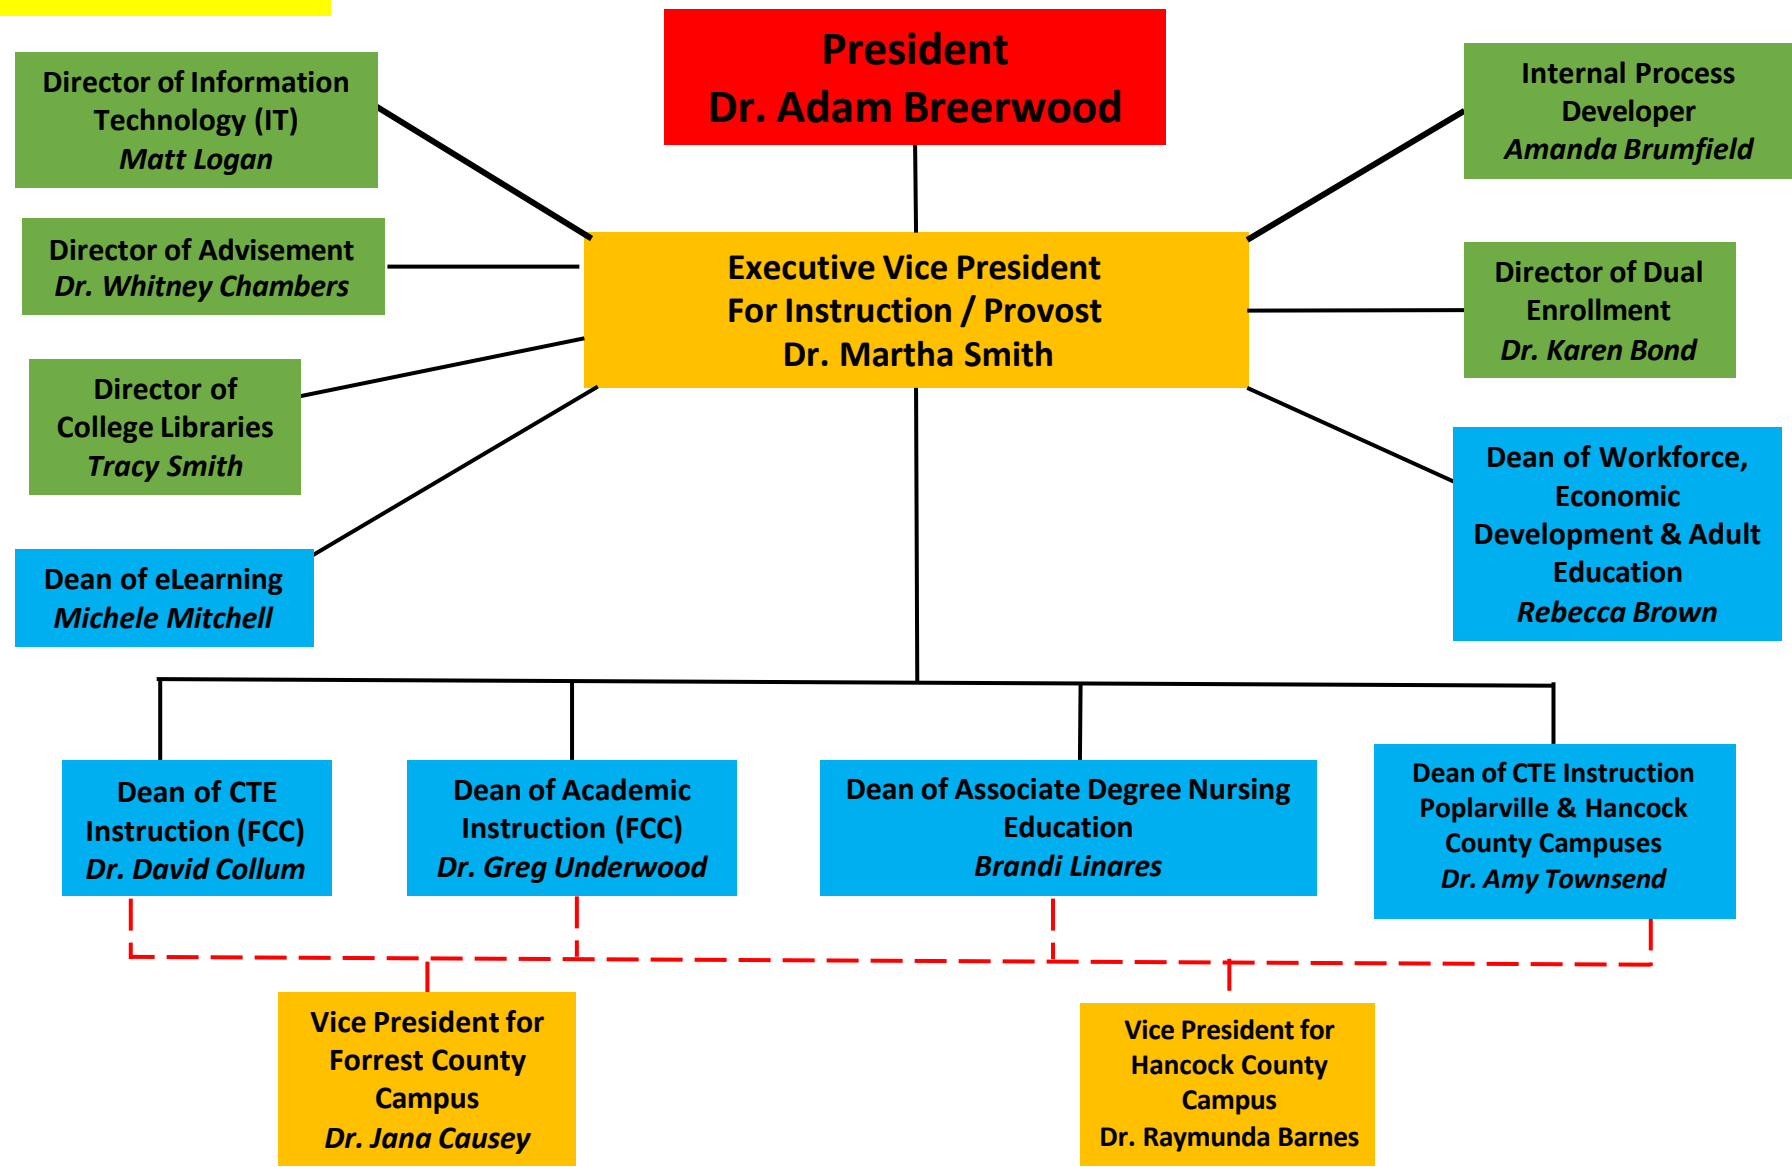 President
Dr. Adam Breerwood
Director of Information
Technology (IT)
Matt Logan
Internal Process
Developer
Amanda Brumfield
Director of Advisement
Dr. Whitney Chambers
Executive Vice President
For Instruction / Provost
Dr. Martha Smith
Director of Dual
Enrollment
Dr. Karen Bond
Director of
College Libraries
Tracy Smith
Dean of Workforce,
Economic
Development & Adult
Education
Rebecca Brown
Dean of eLearning
Michele Mitchell
Dean of CTE
Instruction (FCC)
Dr. David Collum
Dean of Academic
Instruction (FCC)
Dr. Greg Underwood
Dean of Associate Degree Nursing
Education
Brandi Linares
Dean of CTE Instruction
Poplarville & Hancock
County Campuses
Dr. Amy Townsend
Vice President for
Forrest County
Campus
Dr. Jana Causey
Vice President for
Hancock County
Campus
Dr. Raymunda Barnes